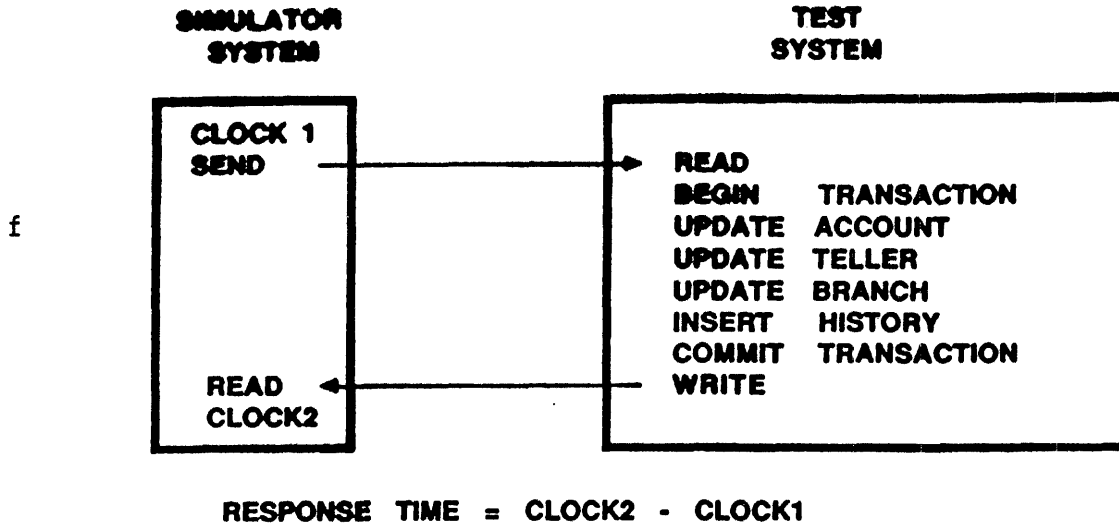 SIMULATOR
SYSTEM
TEST
SYSTEM
CLOCK 1
SEND
READ
CLOCK2
f
READ
BEGIN TRANSACTION
UPDATE ACCOUNT
UPDATE TELLER
UPDATE BRANCH
INSERT HISTORY
COMMIT TRANSACTION
WRITE
RESPONSE TIME = CLOCK2 - CLOCK1